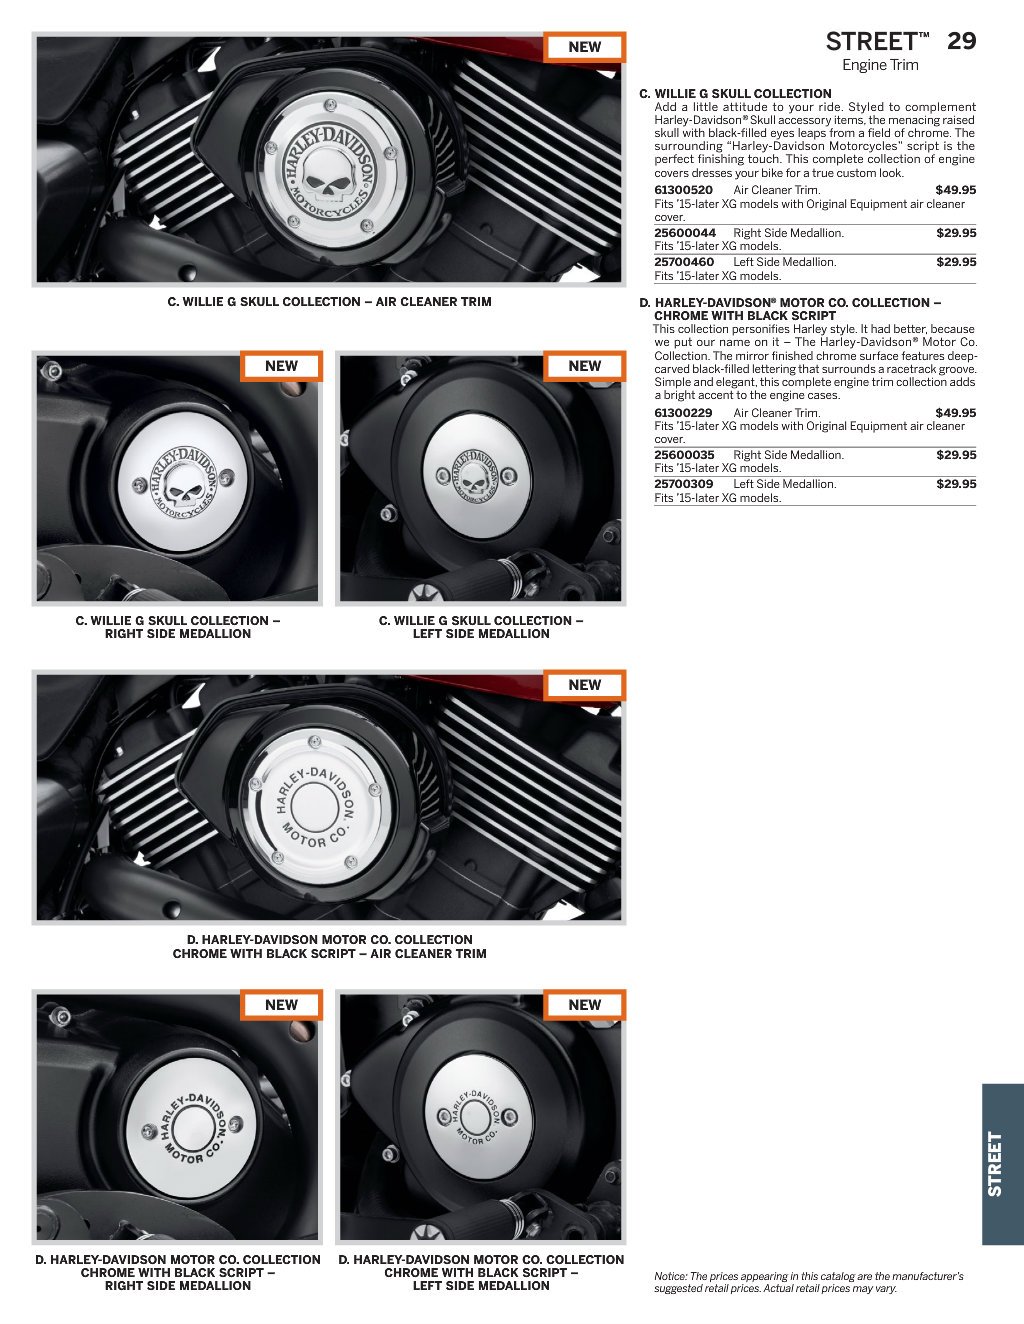 STREET™ 29
Engine Trim
NEW
HARLEY-DAVIDSON
MOTORCYCLES
C. WILLIE G SKULL COLLECTION – AIR CLEANER TRIM
NEW
HARLEY-DAVIDSON
MOTORCYCLES
C. WILLIE G SKULL COLLECTION –
RIGHT SIDE MEDALLION
NEW
HARLEY-DAVIDSON
MOTORCYCLES
C. WILLIE G SKULL COLLECTION –
LEFT SIDE MEDALLION
NEW
HARLEY-DAVIDSON
MOTOR CO.
D. HARLEY-DAVIDSON MOTOR CO. COLLECTION
CHROME WITH BLACK SCRIPT – AIR CLEANER TRIM
NEW
HARLEY-DAVIDSON
MOTOR CO.
D. HARLEY-DAVIDSON MOTOR CO. COLLECTION
CHROME WITH BLACK SCRIPT –
RIGHT SIDE MEDALLION
NEW
HARLEY-DAVIDSON
MOTOR CO.
D. HARLEY-DAVIDSON MOTOR CO. COLLECTION
CHROME WITH BLACK SCRIPT –
LEFT SIDE MEDALLION
C. WILLIE G SKULL COLLECTION
Add a little attitude to your ride. Styled to complement
Harley-Davidson® Skull accessory items, the menacing raised
skull with black-filled eyes leaps from a field of chrome. The
surrounding “Harley-Davidson Motorcycles” script is the
perfect finishing touch. This complete collection of engine
covers dresses your bike for a true custom look.
61300520 Air Cleaner Trim. $49.95
Fits ’15-later XG models with Original Equipment air cleaner
cover.
25600044 Right Side Medallion. $29.95
Fits ’15-later XG models.
25700460 Left Side Medallion. $29.95
Fits ’15-later XG models.
D. HARLEY-DAVIDSON® MOTOR CO. COLLECTION –
CHROME WITH BLACK SCRIPT
This collection personifies Harley style. It had better, because
we put our name on it – The Harley-Davidson® Motor Co.
Collection. The mirror finished chrome surface features deep-
carved black-filled lettering that surrounds a racetrack groove.
Simple and elegant, this complete engine trim collection adds
a bright accent to the engine cases.
61300229 Air Cleaner Trim. $49.95
Fits ’15-later XG models with Original Equipment air cleaner
cover.
25600035 Right Side Medallion. $29.95
Fits ’15-later XG models.
25700309 Left Side Medallion. $29.95
Fits ’15-later XG models.
STREET
Notice: The prices appearing in this catalog are the manufacturer’s
suggested retail prices. Actual retail prices may vary.